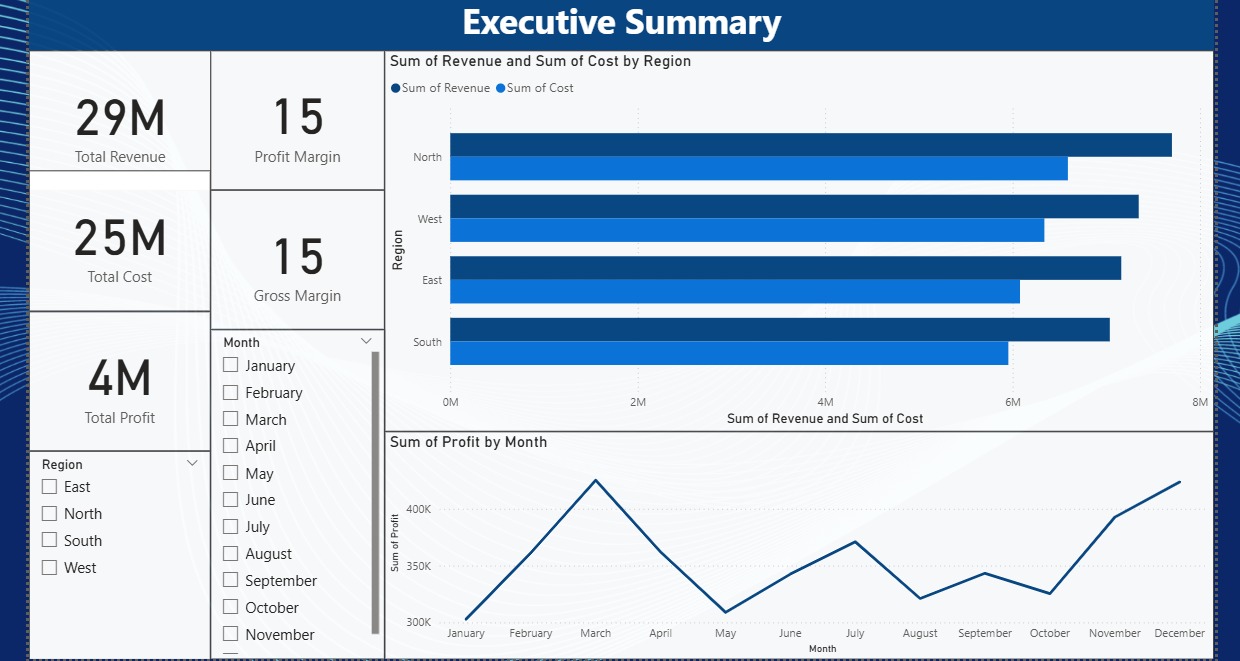 Executive Summary
29M
Total Revenue
25M
Total Cost
4M
Total Profit
Region
East
North
South
West
15
Profit Margin
15
Gross Margin
Month
January
February
March
April
May
June
July
August
September
October
November
Sum of Revenue and Sum of Cost by Region
Sum of Revenue Sum of Cost
Region
North
West
East
South
0M 2M 4M 6M 8M
Sum of Revenue and Sum of Cost
Sum of Profit by Month
Sum of Profit
400K
350K
300K
January February March April May June July August September October November December
Month